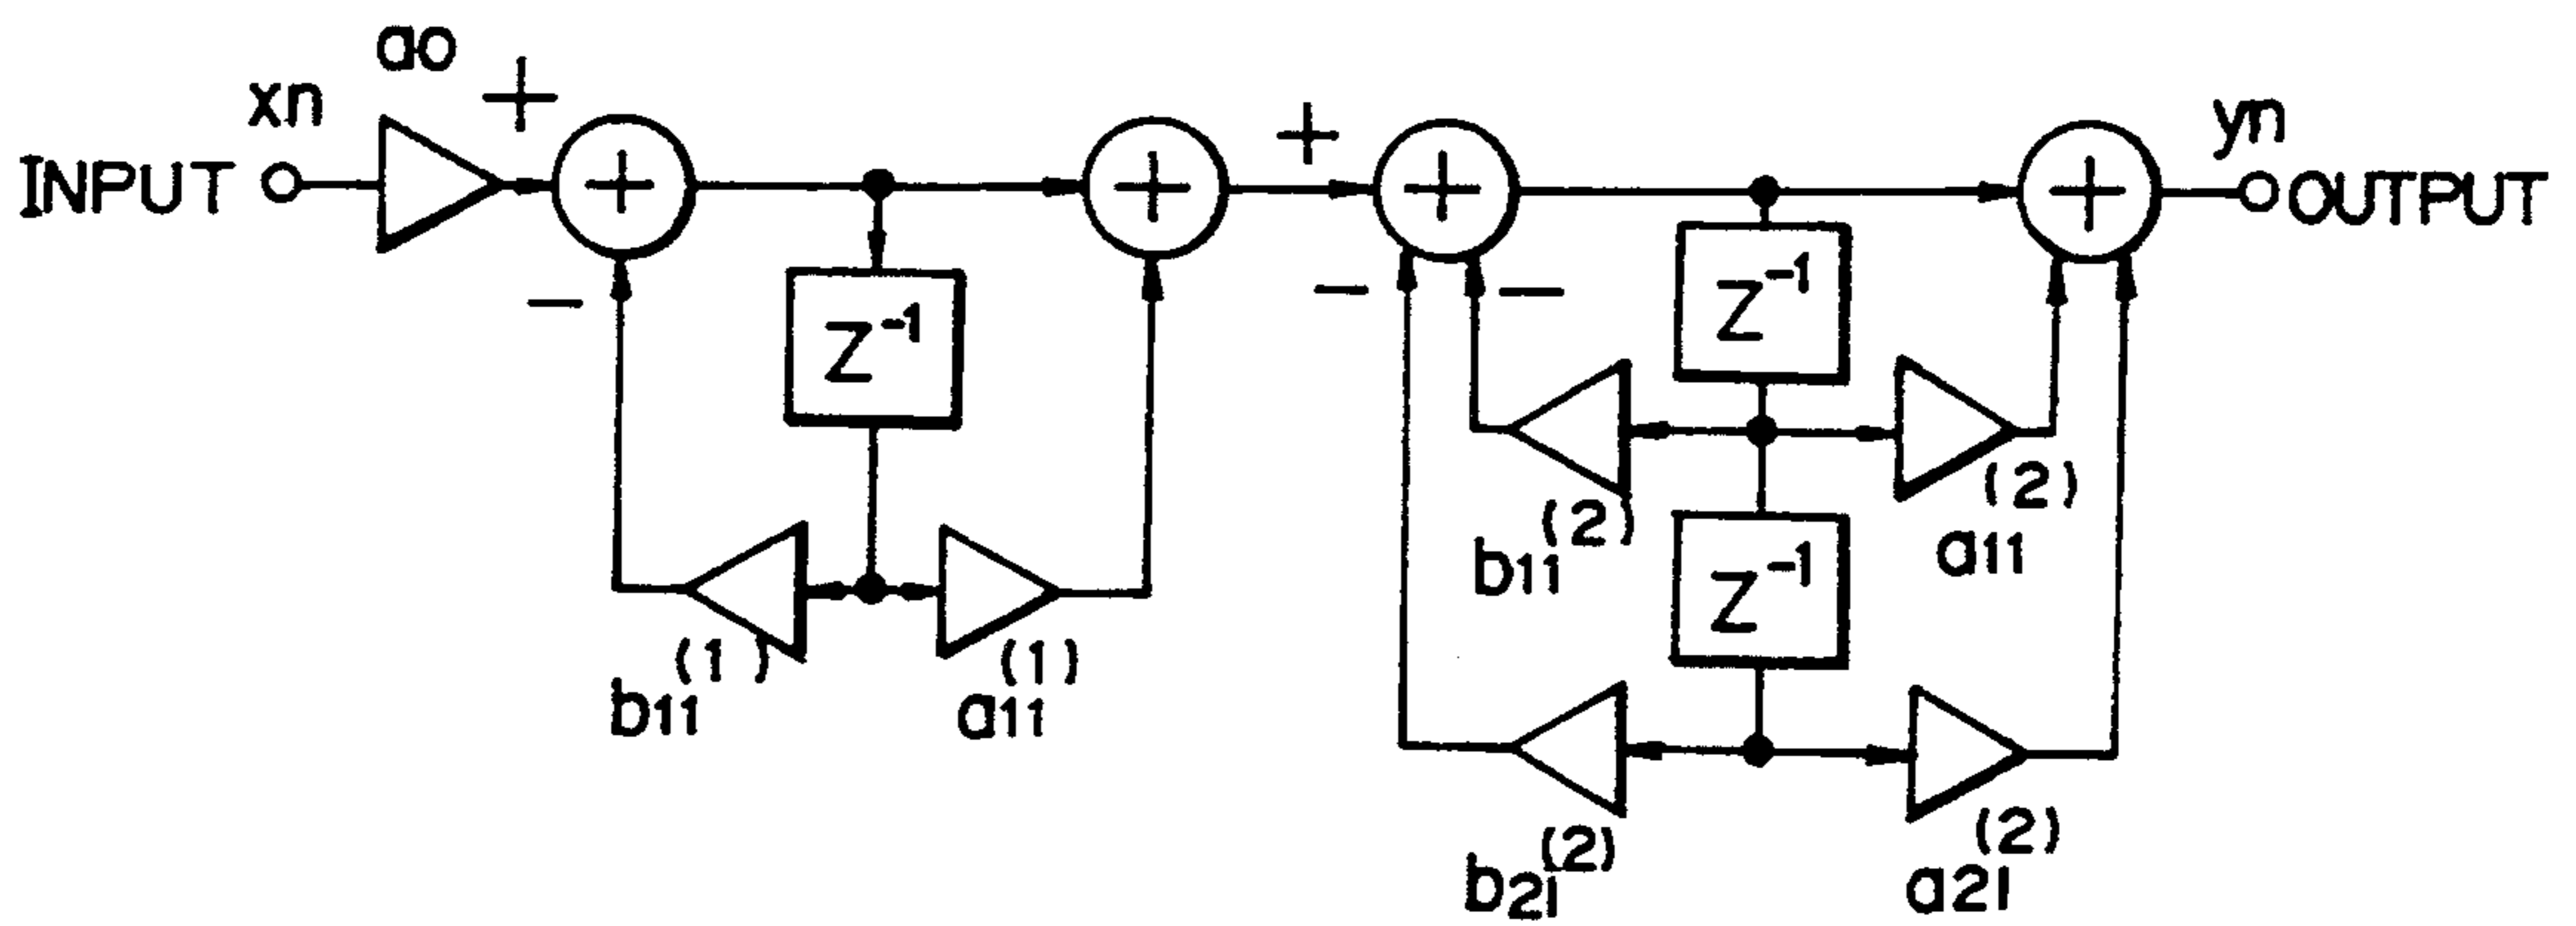 ao
xn
+
INPUT
+
+
+
+
+
yn
OUTPUT
−
Z⁻¹
−
−
Z⁻¹
b11(2)
a11(2)
b11(1)
a11(1)
Z⁻¹
b21(2)
a21(2)